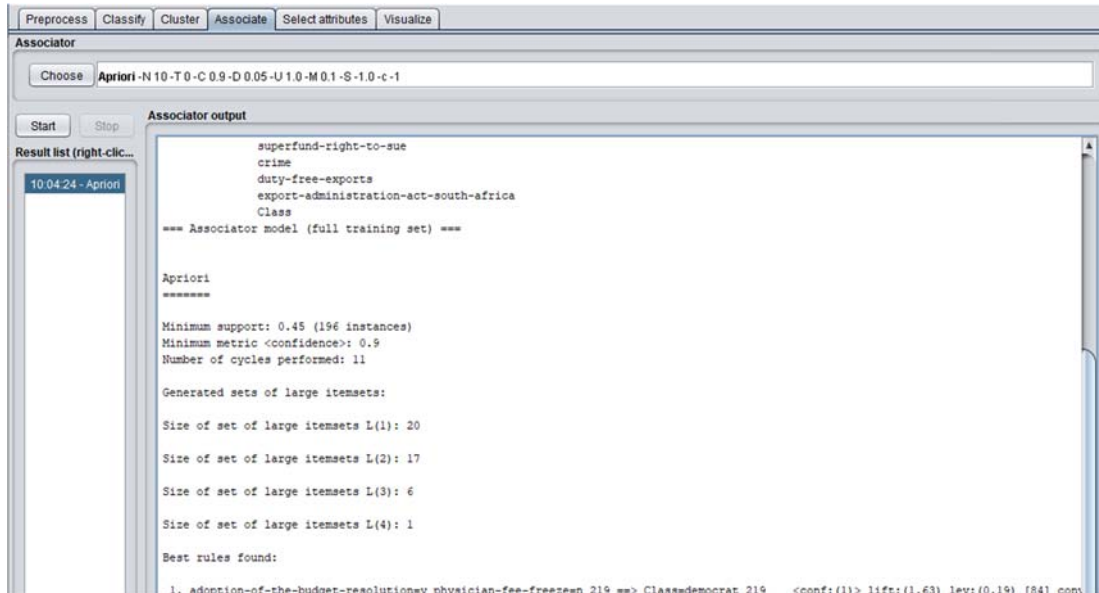 Preprocess Classify Cluster Associate Select attributes Visualize
Associator
Choose Apriori -N 10 -T 0 -C 0.9 -D 0.05 -U 1.0 -M 0.1 -S -1.0 -c -1
Start Stop
Associator output
Result list (right-clic...
10:04:24 - Apriori
superfund-right-to-sue
crime
duty-free-exports
export-administration-act-south-africa
Class
=== Associator model (full training set) ===
Apriori
=======
Minimum support: 0.45 (196 instances)
Minimum metric <confidence>: 0.9
Number of cycles performed: 11
Generated sets of large itemsets:
Size of set of large itemsets L(1): 20
Size of set of large itemsets L(2): 17
Size of set of large itemsets L(3): 6
Size of set of large itemsets L(4): 1
Best rules found:
1. adoption-of-the-budget-resolution=y physician-fee-freeze=n 219 ==> Class=democrat 219 <conf:(1)> lift:(1.63) lev:(0.19) [84] conv